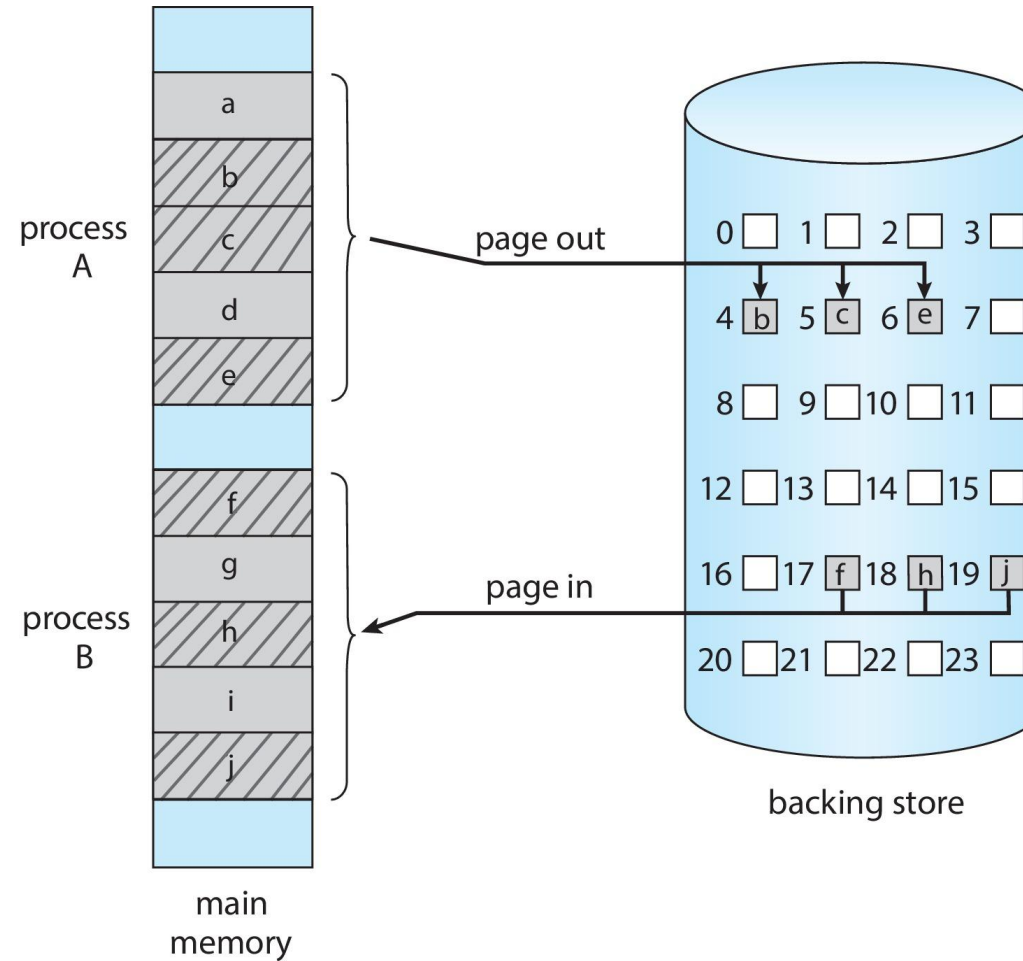 process
A
a
b
c
d
e
process
B
f
g
h
i
j
main
memory
page out
page in
0 1 2 3
4 b 5 c 6 e 7
8 9 10 11
12 13 14 15
16 17 f 18 h 19 j
20 21 22 23
backing store